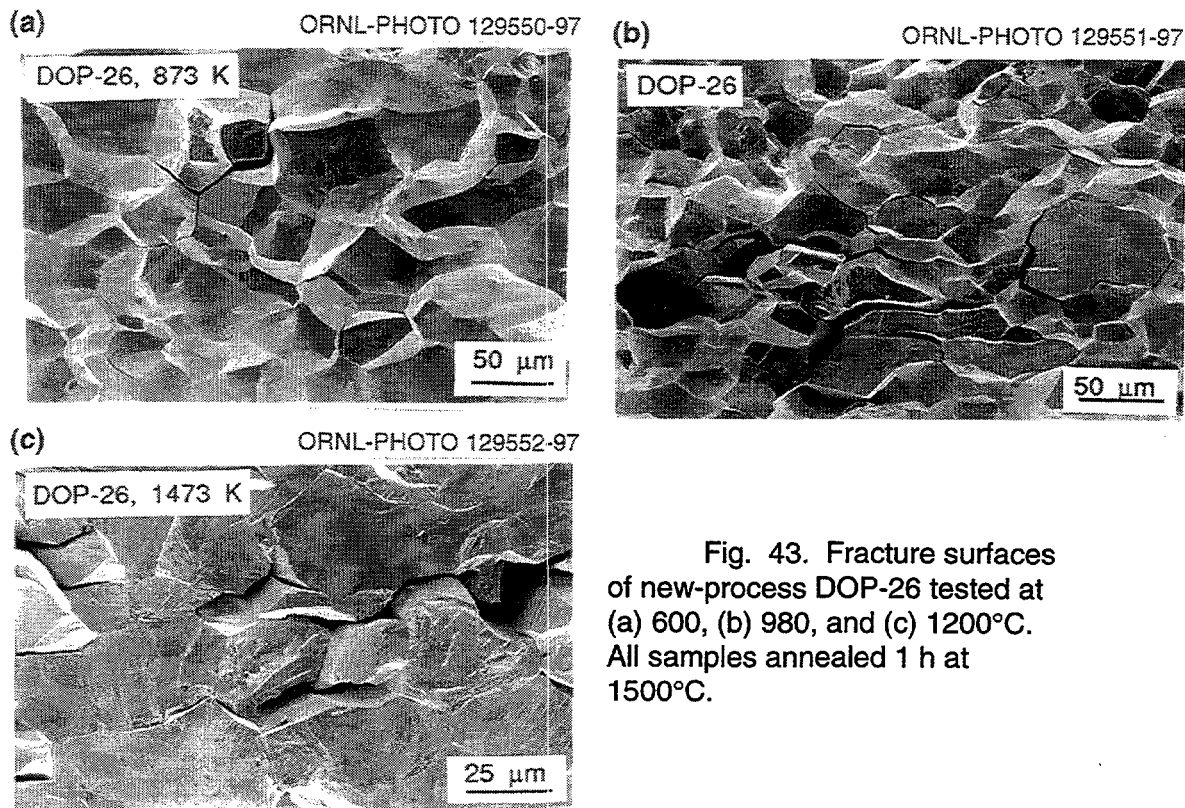 (a) ORNL-PHOTO 129550-97
DOP-26, 873 K
50 μm
(b) ORNL-PHOTO 129551-97
DOP-26
50 μm
(c) ORNL-PHOTO 129552-97
DOP-26, 1473 K
25 μm
Fig. 43. Fracture surfaces
of new-process DOP-26 tested at
(a) 600, (b) 980, and (c) 1200°C.
All samples annealed 1 h at
1500°C.